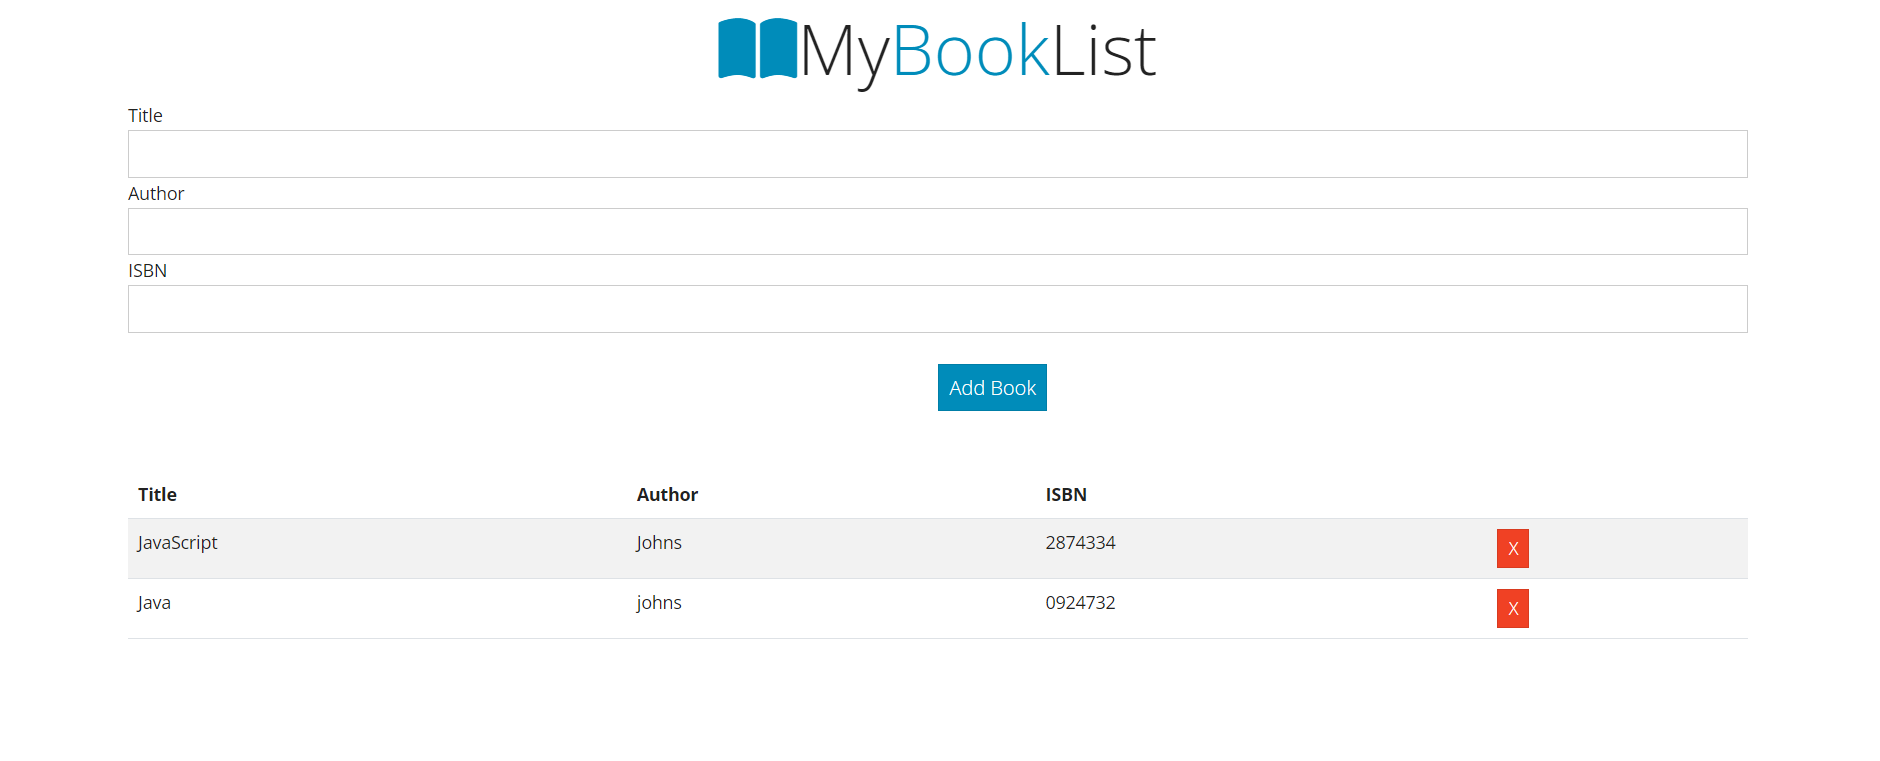 MyBookList
Title
Author
ISBN
Add Book
Title Author ISBN
JavaScript Johns 2874334 X
Java johns 0924732 X